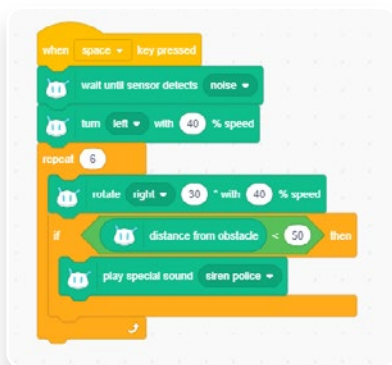 when space key pressed
wait until sensor detects noise
turn left with 40 % speed
repeat 6
rotate right 30 ° with 40 % speed
if distance from obstacle < 50 then
play special sound siren police